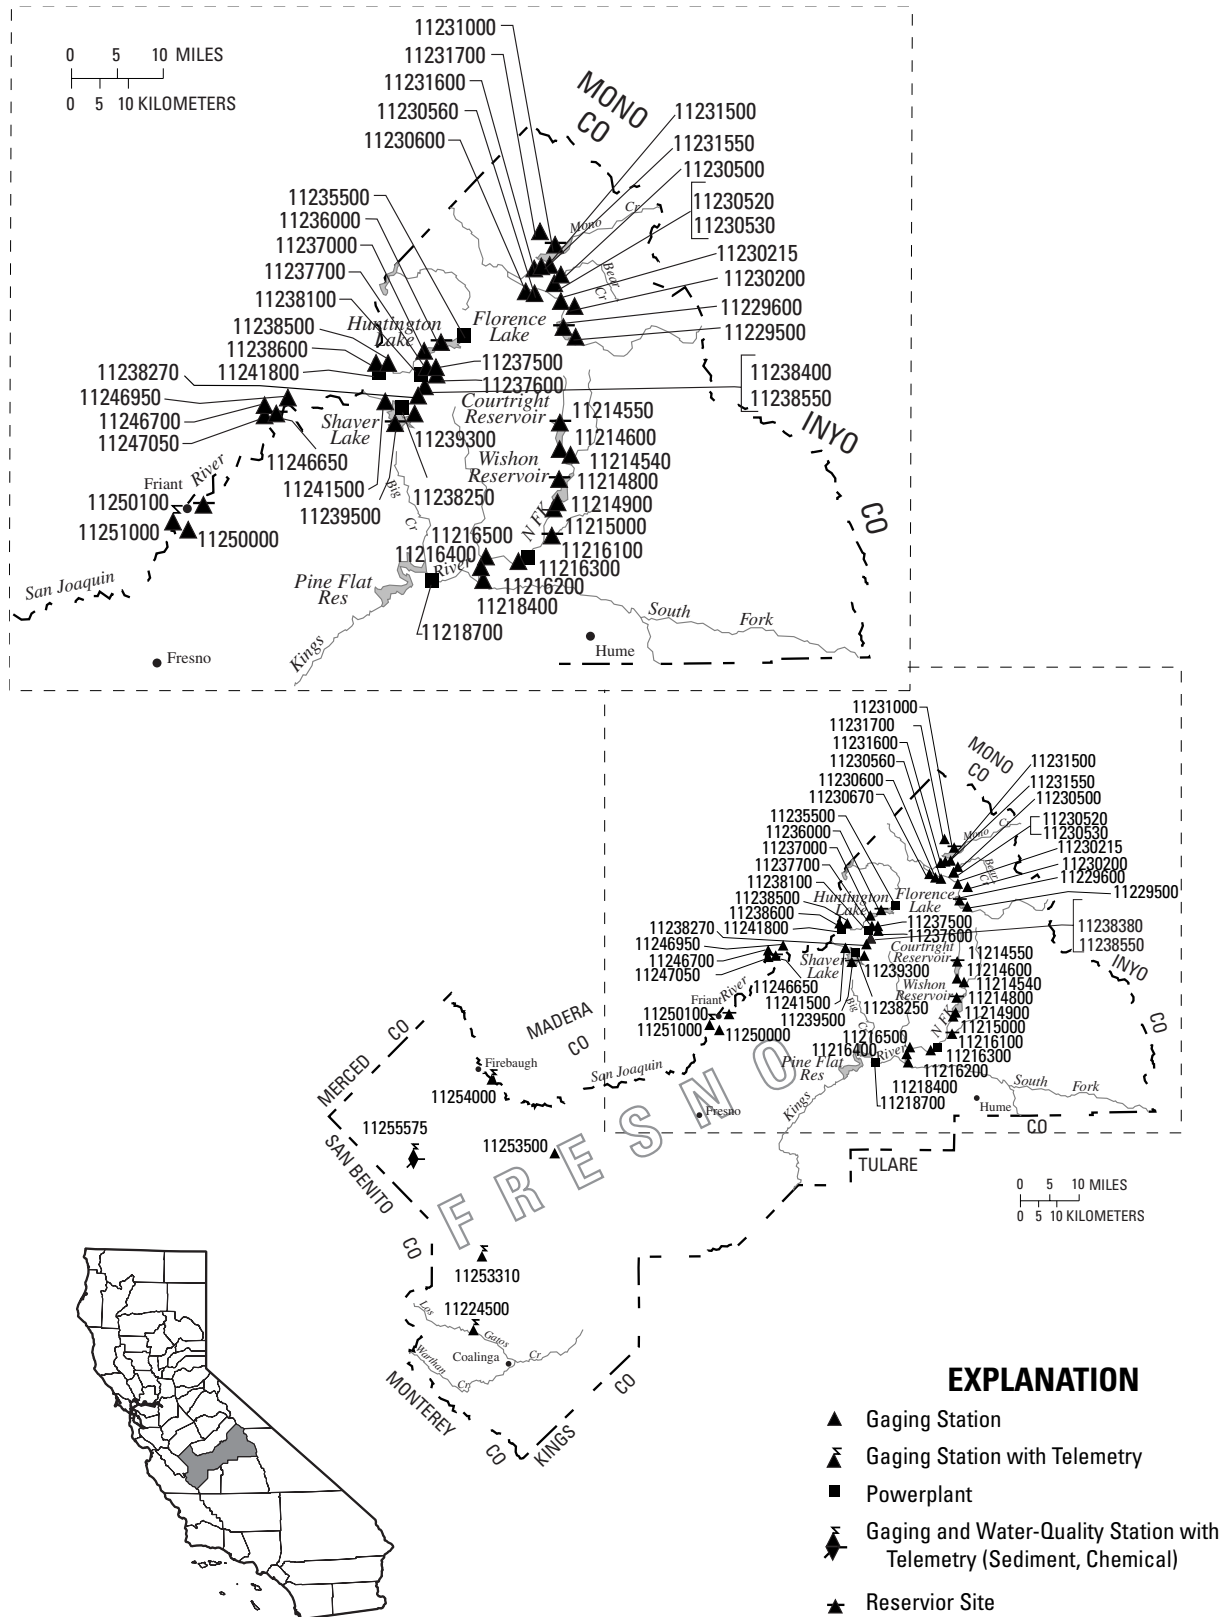 0 5 10 MILES
0 5 10 KILOMETERS
11231000
11231700
11231600
11230560
11230600
MONO
CO
11231500
11231550
11230500
11230520
11230530
11230215
11230200
11229600
11229500
11235500
11236000
11237000
11237700
11238100
11238500
11238600
11241800
11238270
11246950
11246700
11247050
Mono
Cr
Bear
Cr
Huntington
Lake
Florence
Lake
11237500
11237600
11238400
11238550
Courtright
Reservoir
11214550
11214600
11214540
INYO
CO
Shaver
Lake
11239300
Wishon
Reservoir
11214800
11214900
11215000
11216100
11216300
11216200
11246650
11241500
11239500
11238250
Big
Cr
N FK
River
Friant
11250100
11251000
11250000
11216500
11216400
River
San Joaquin
Pine Flat
Res
11218400
11218700
South
Fork
Kings
Fresno
Hume
11231000
11231700
11231600
11230560
11230600
11230670
11235500
11236000
11237000
11237700
11238100
11238500
11238600
11241800
11238270
11246950
11246700
11247050
MONO
CO
11231500
11231550
11230500
11230520
11230530
11230215
11230200
11229600
11229500
Mono
Cr
Bear
Cr
Huntington
Lake
Florence
Lake
11237500
11237600
11238380
11238550
Courtright
Reservoir
11214550
11214600
11214540
INYO
CO
Shaver
Lake
11239300
Wishon
Reservoir
11214800
11214900
11215000
11216100
11216300
11216200
11246650
11241500
11239500
11238250
Big
Cr
N FK
River
Friant
11250100
11251000
11250000
11216500
11216400
River
San Joaquin
Pine Flat
Res
11218400
11218700
South
Fork
Kings
Fresno
Hume
CO
TULARE
0 5 10 MILES
0 5 10 KILOMETERS
MADERA
CO
MERCED
CO
Firebaugh
11254000
11255575
11253500
SAN BENITO
CO
FRESNO
11253310
11224500
Los
Gatos
Cr
Coalinga
Warthan
Cr
MONTEREY
CO
KINGS
CO
EXPLANATION
Gaging Station
Gaging Station with Telemetry
Powerplant
Gaging and Water-Quality Station with
Telemetry (Sediment, Chemical)
Reservior Site